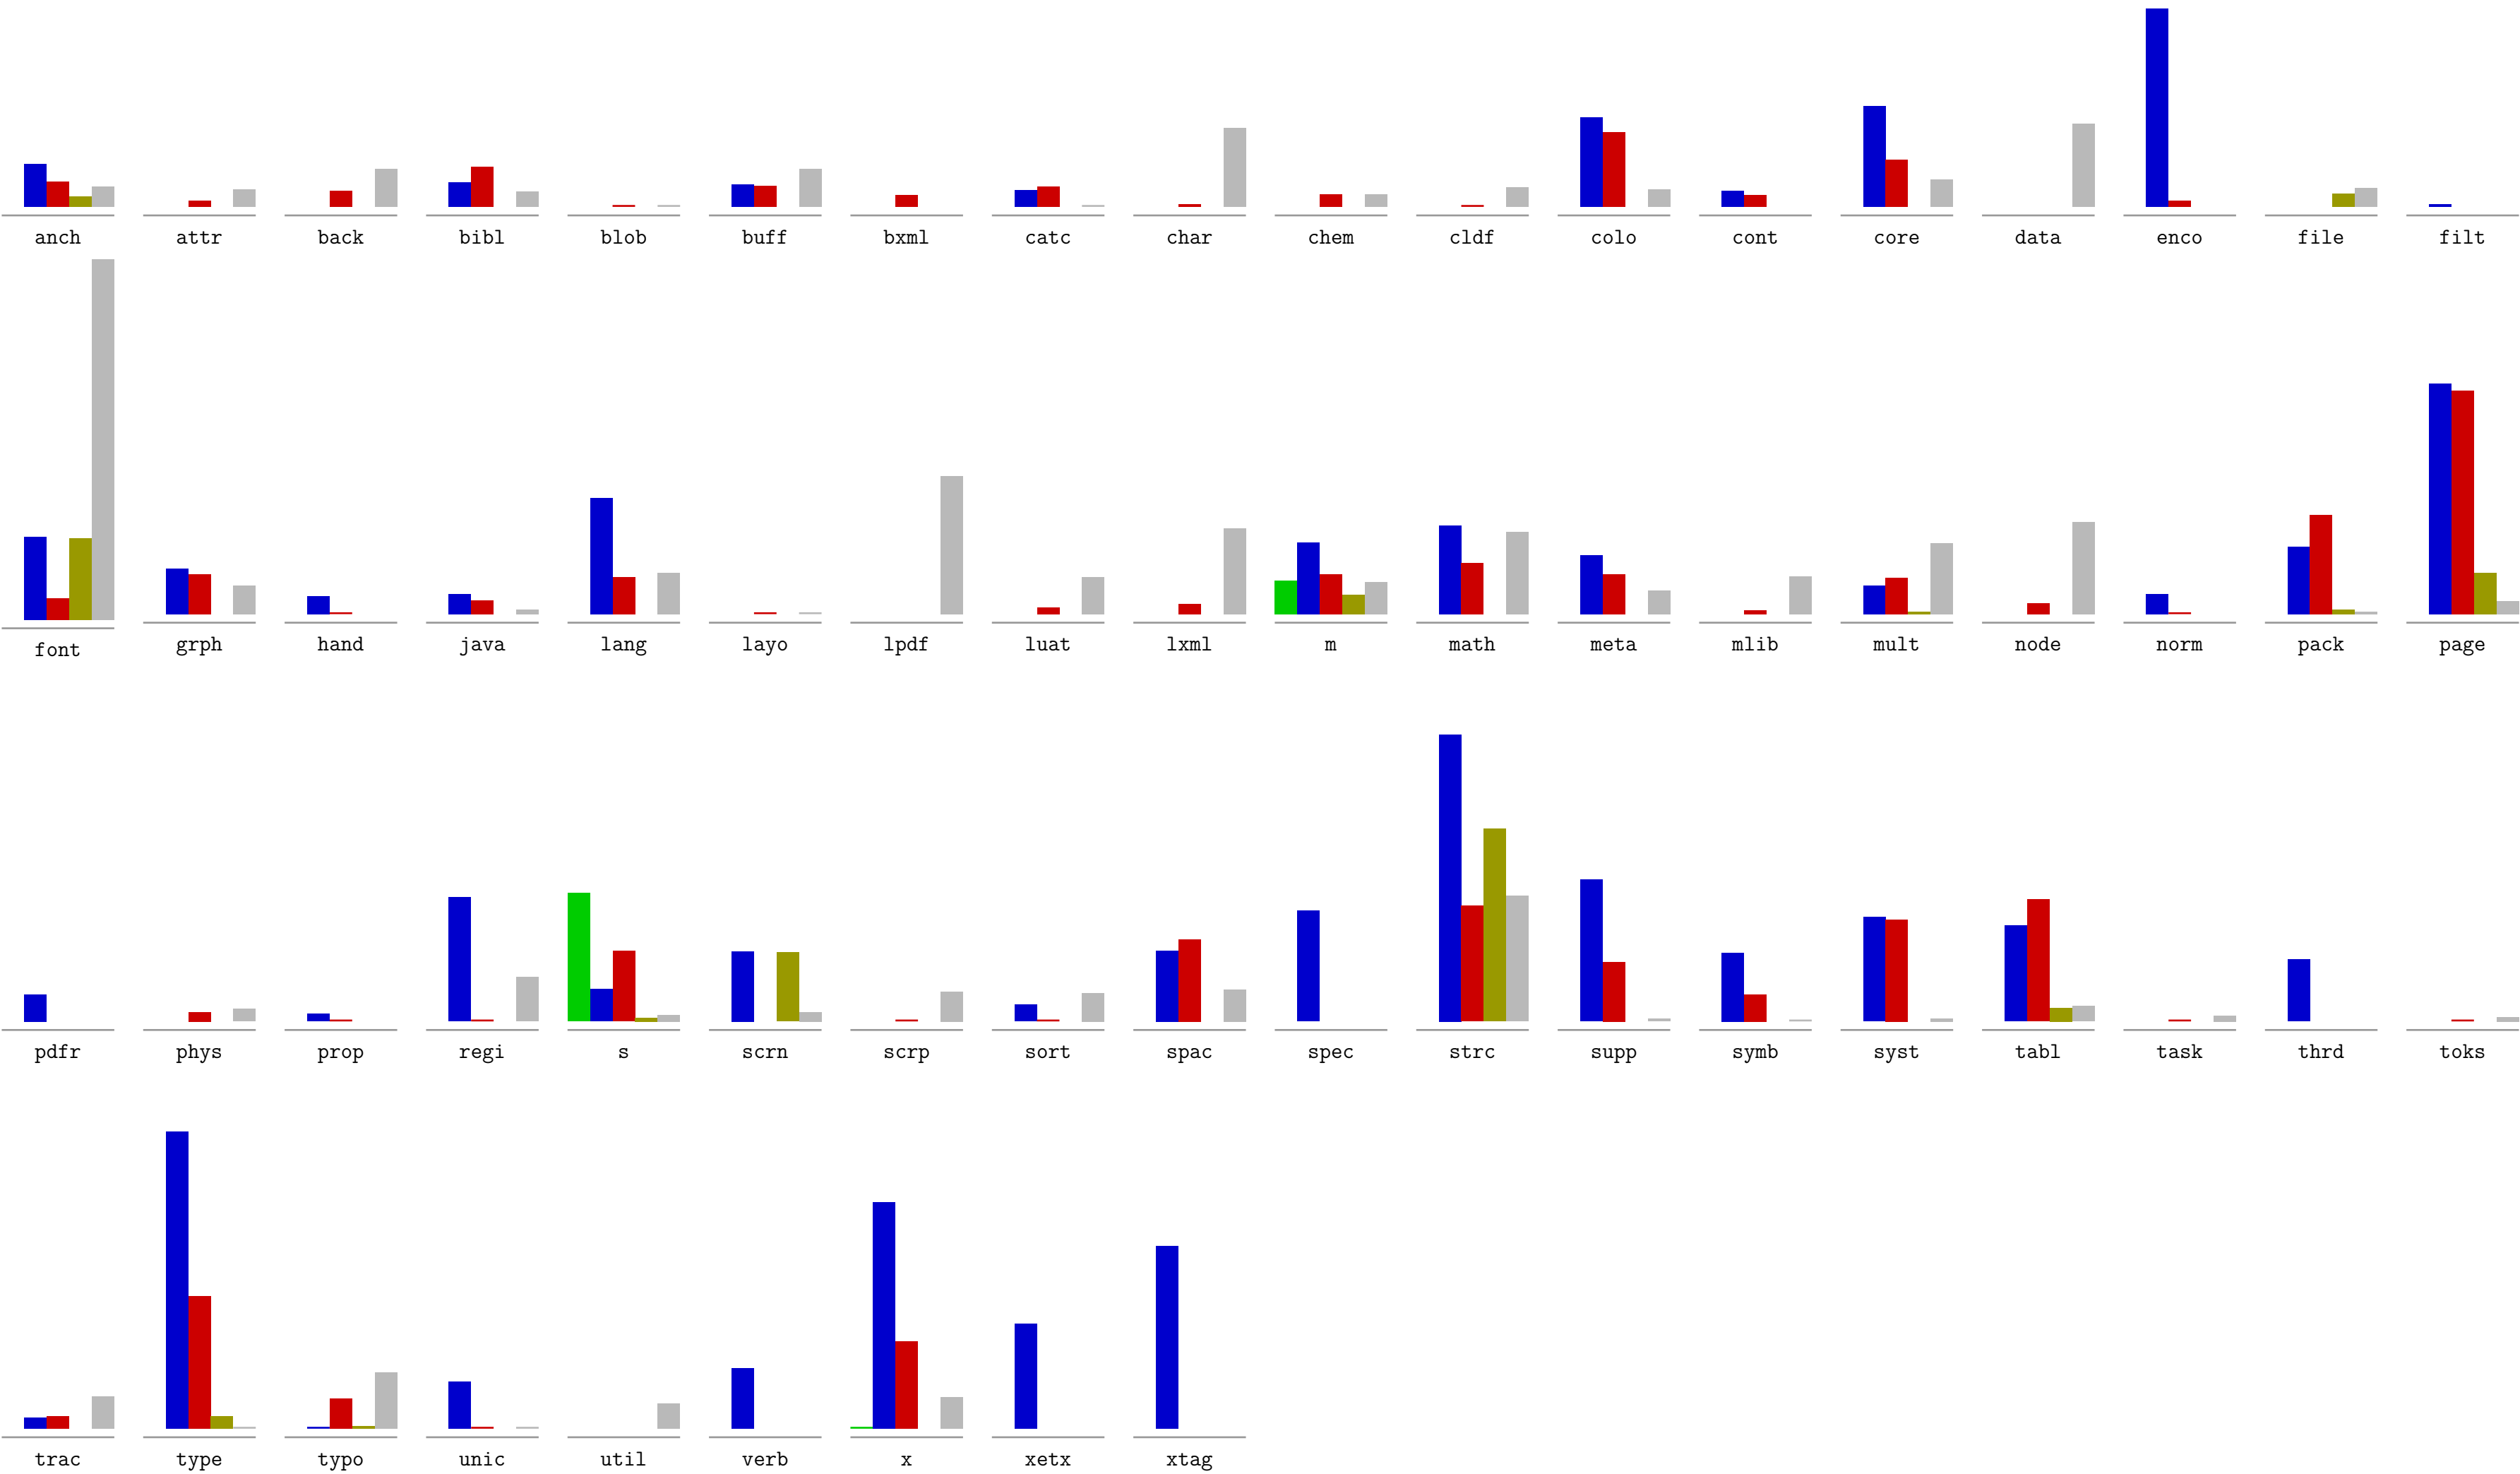 anch attr back bibl blob buff bxml catc char chem cldf colo cont core data enco file filt
font grph hand java lang layo lpdf luat lxml m math meta mlib mult node norm pack page
pdfr phys prop regi s scrn scrp sort spac spec strc supp symb syst tabl task thrd toks
trac type typo unic util verb x xetx xtag